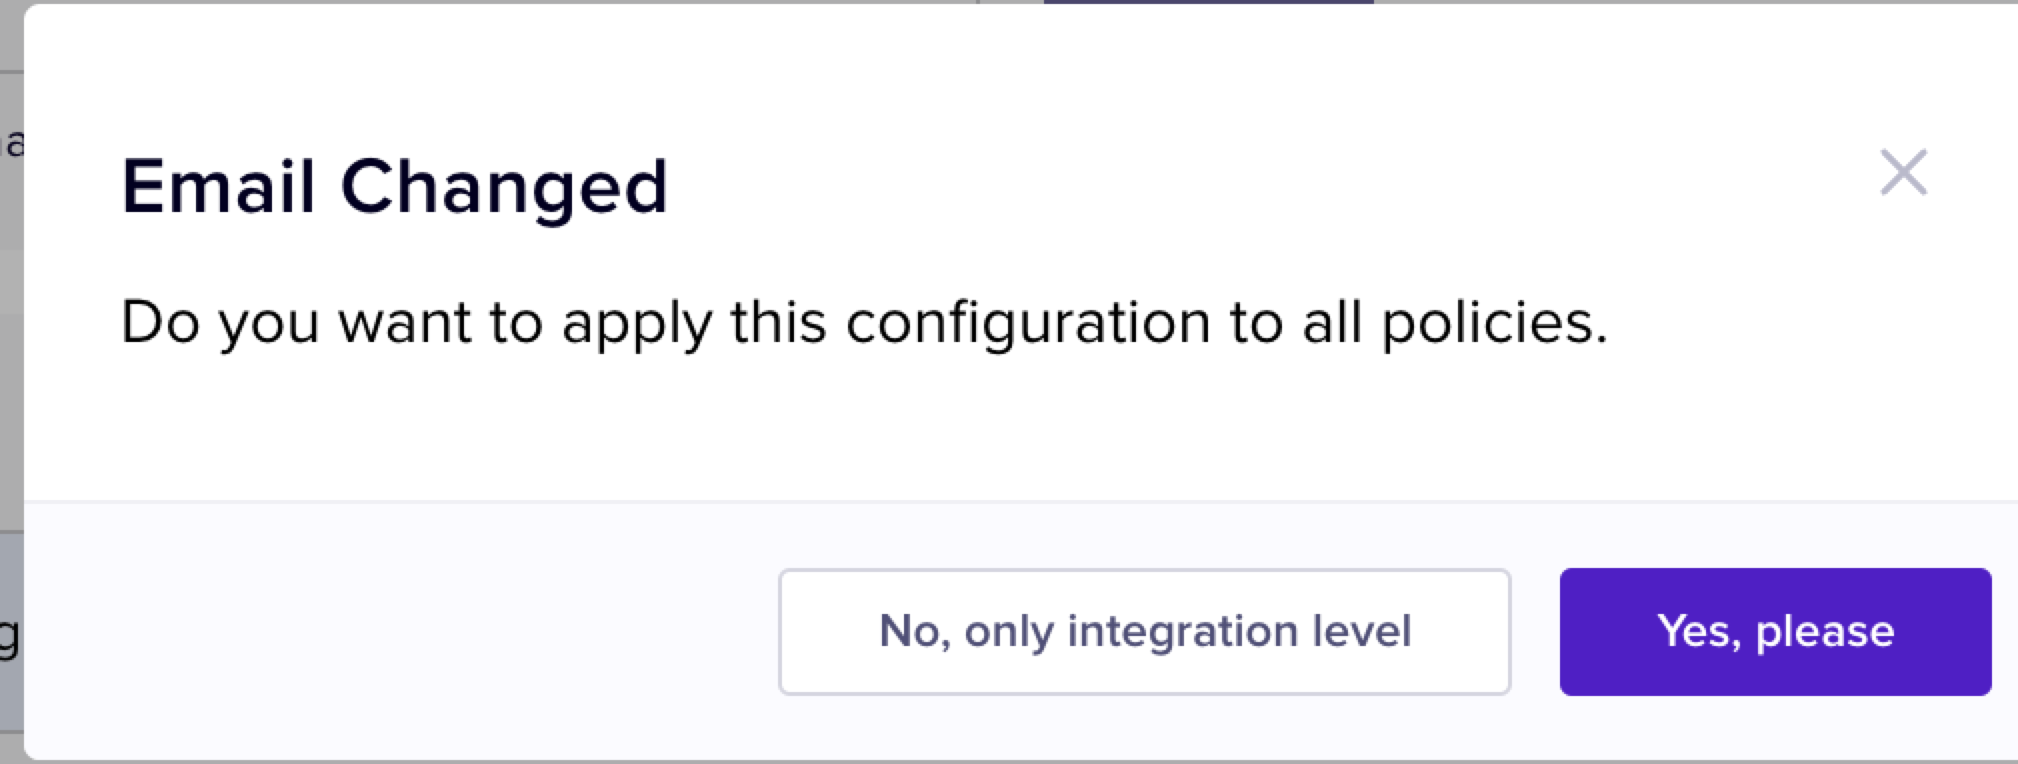 Email Changed
Do you want to apply this configuration to all policies.
No, only integration level
Yes, please